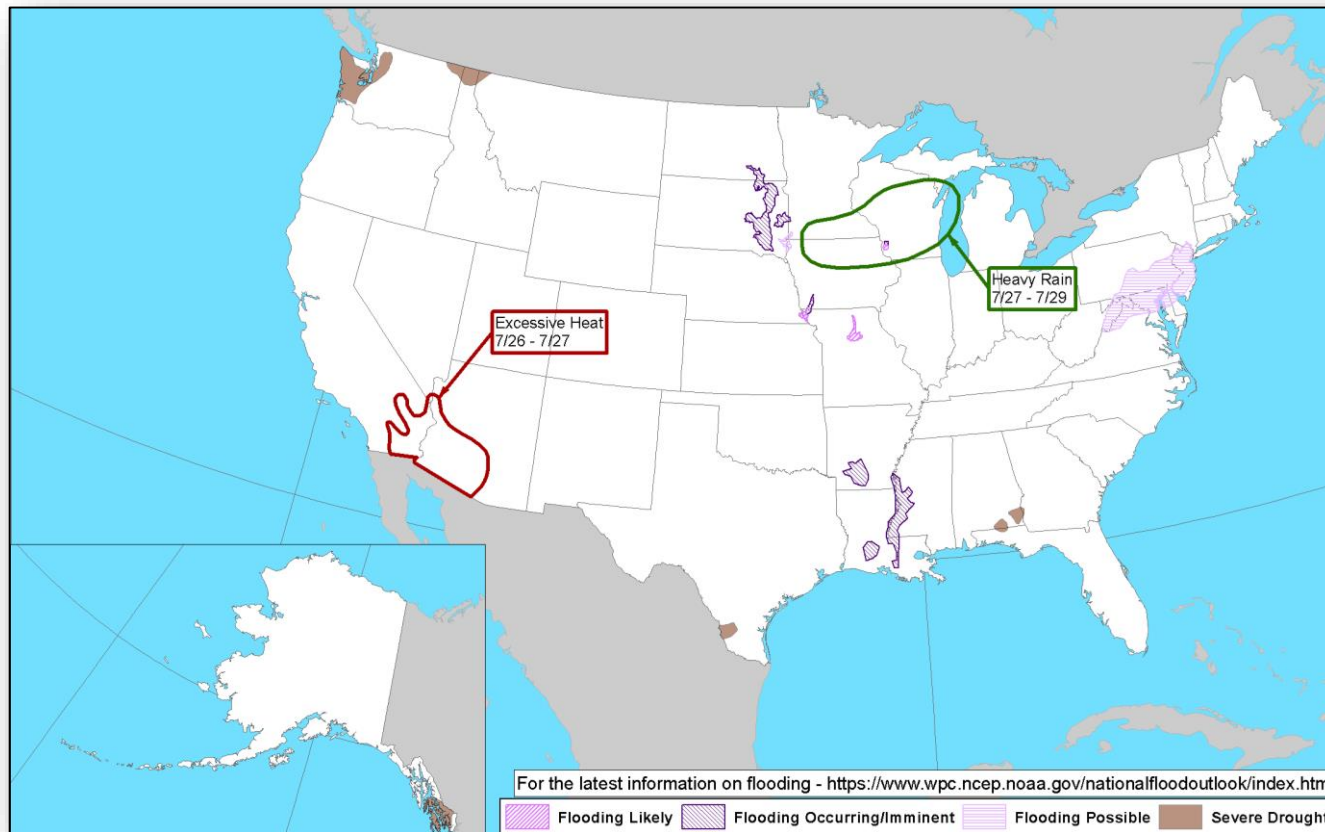 Excessive Heat
7/26 - 7/27
Heavy Rain
7/27 - 7/29
For the latest information on flooding - https://www.wpc.ncep.noaa.gov/nationalfloodoutlook/index.htm
Flooding Likely
Flooding Occurring/Imminent
Flooding Possible
Severe Drought